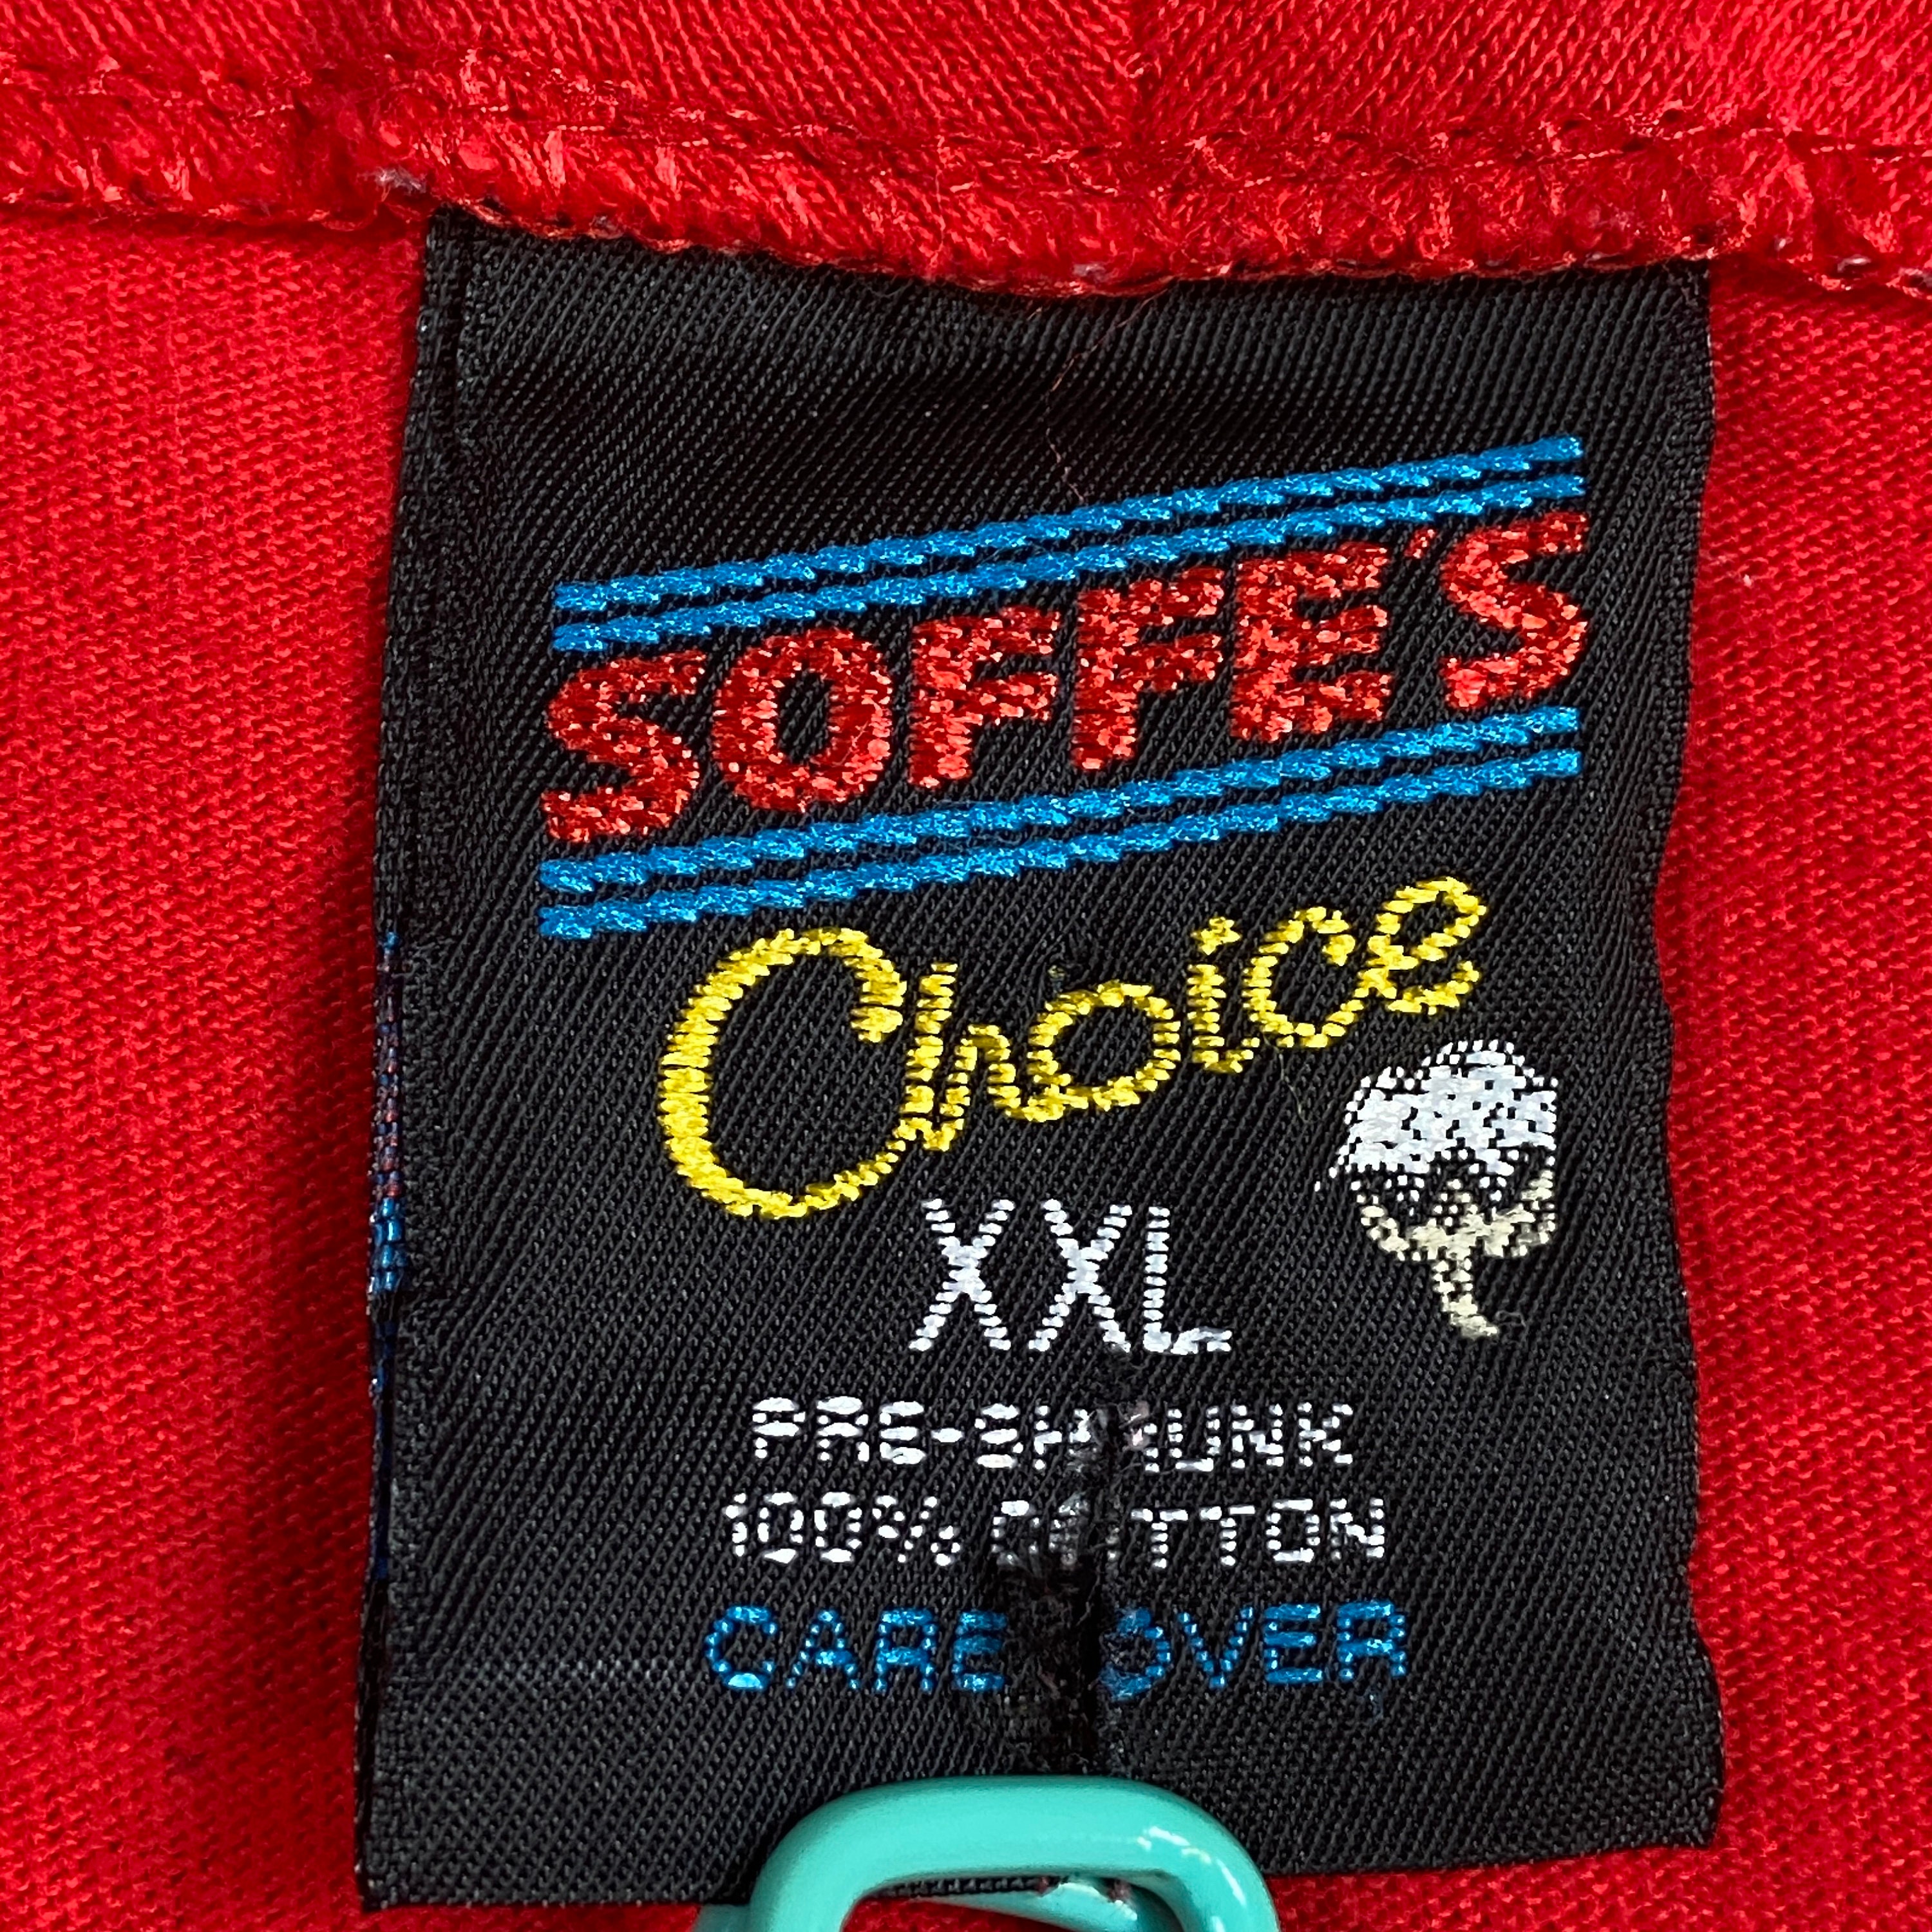 SOFFE'S
Choice
XXL
PRE-SHRUNK
100% COTTON
CARE OVER